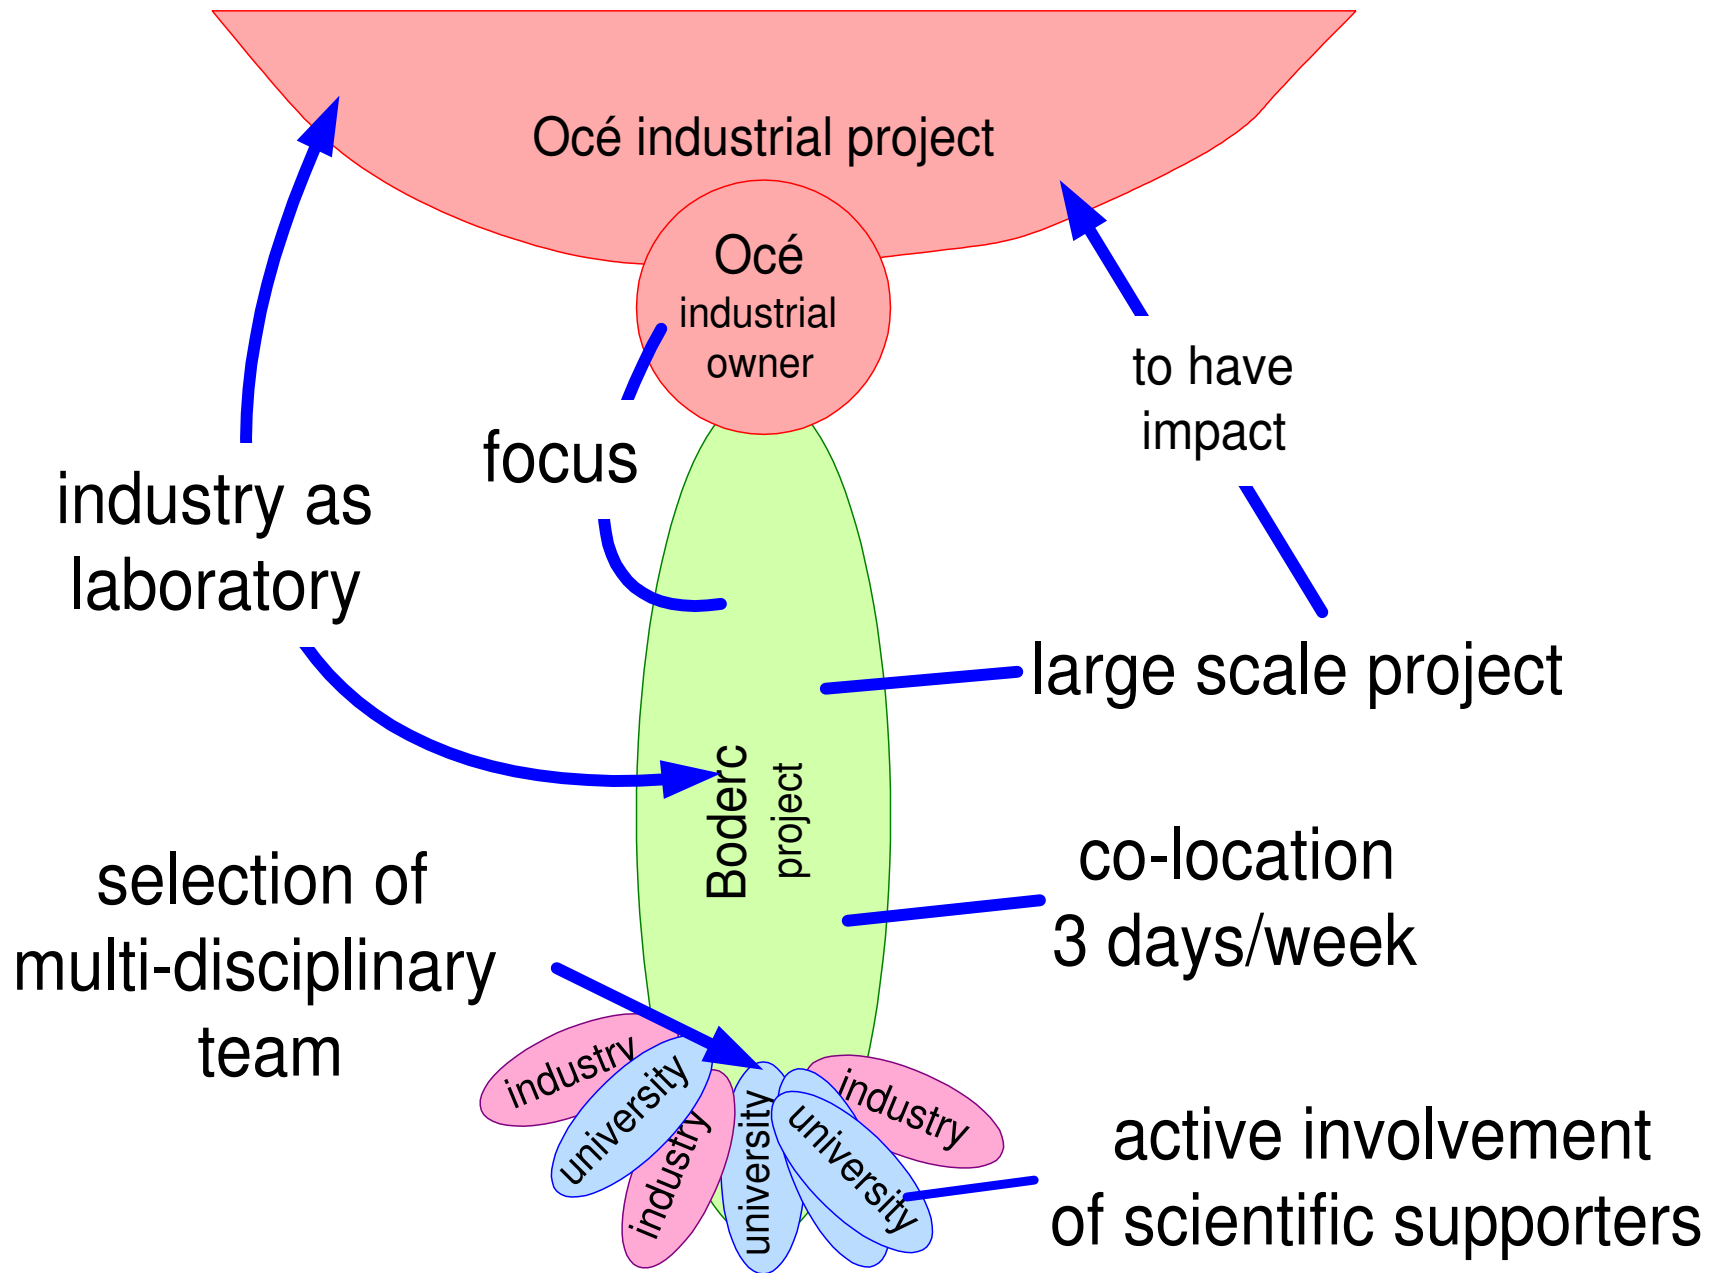 Océ industrial project
Océ
industrial
owner
to have
impact
focus
industry as
laboratory
large scale project
Boderc
project
co-location
3 days/week
selection of
multi-disciplinary
team
industry
university
industry
university
university
industry
active involvement
of scientific supporters